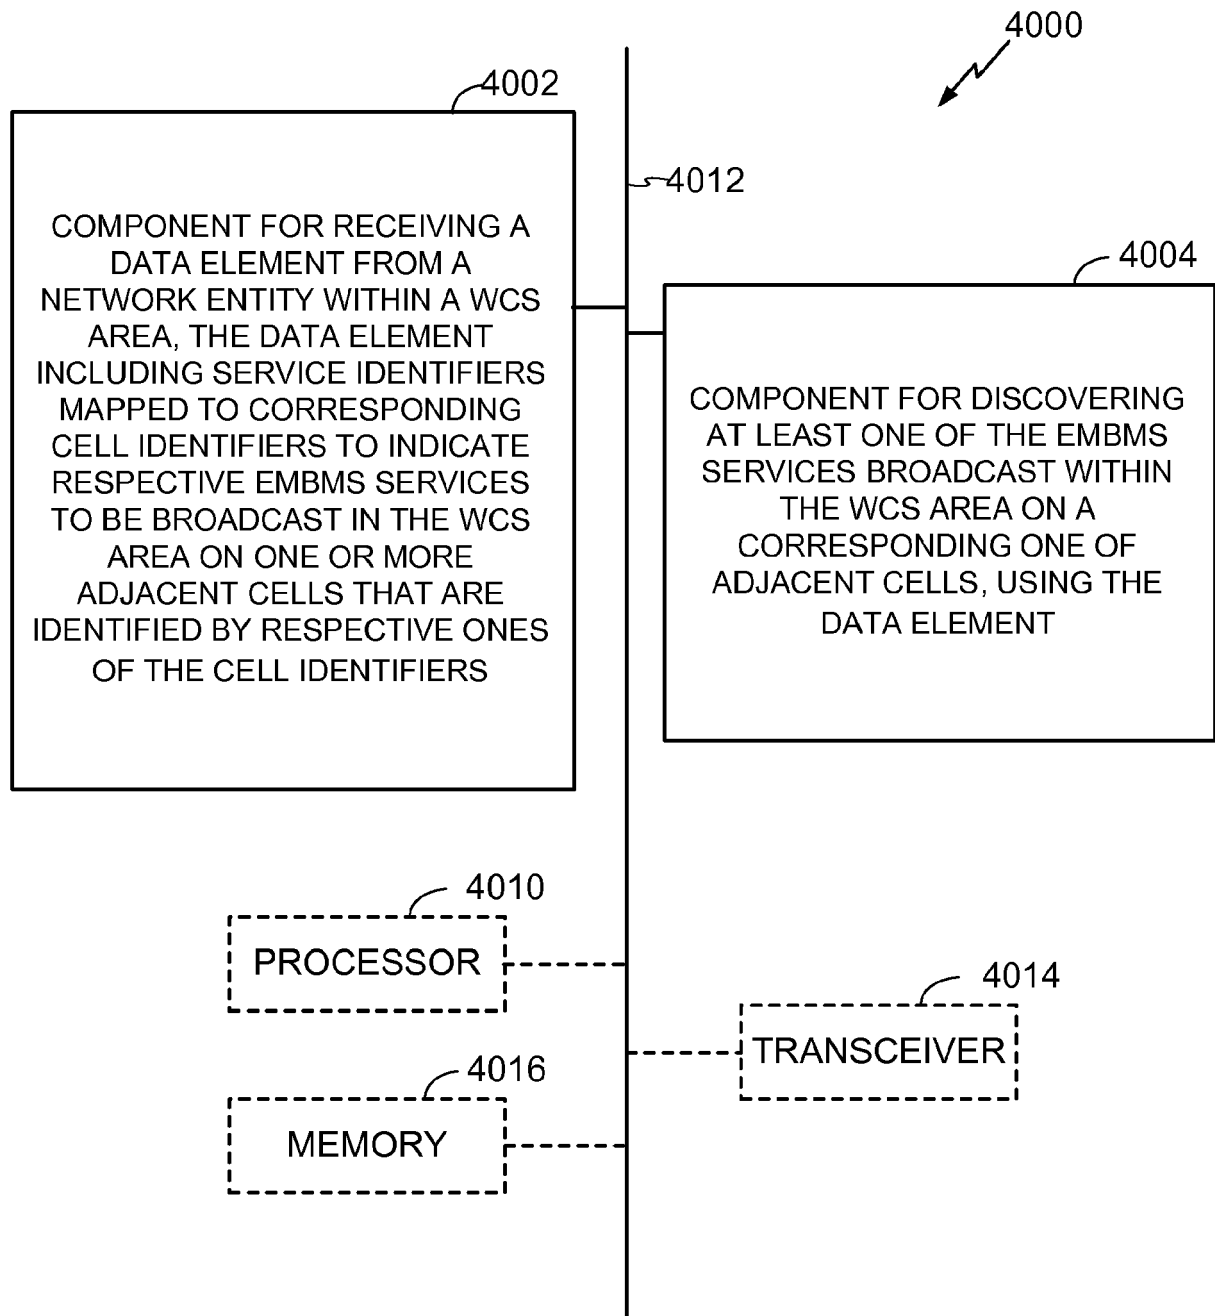 4000
4002
4012
COMPONENT FOR RECEIVING A
DATA ELEMENT FROM A
NETWORK ENTITY WITHIN A WCS
AREA, THE DATA ELEMENT
INCLUDING SERVICE IDENTIFIERS
MAPPED TO CORRESPONDING
CELL IDENTIFIERS TO INDICATE
RESPECTIVE EMBMS SERVICES
TO BE BROADCAST IN THE WCS
AREA ON ONE OR MORE
ADJACENT CELLS THAT ARE
IDENTIFIED BY RESPECTIVE ONES
OF THE CELL IDENTIFIERS
4004
COMPONENT FOR DISCOVERING
AT LEAST ONE OF THE EMBMS
SERVICES BROADCAST WITHIN
THE WCS AREA ON A
CORRESPONDING ONE OF
ADJACENT CELLS, USING THE
DATA ELEMENT
4010
PROCESSOR
4014
TRANSCEIVER
4016
MEMORY